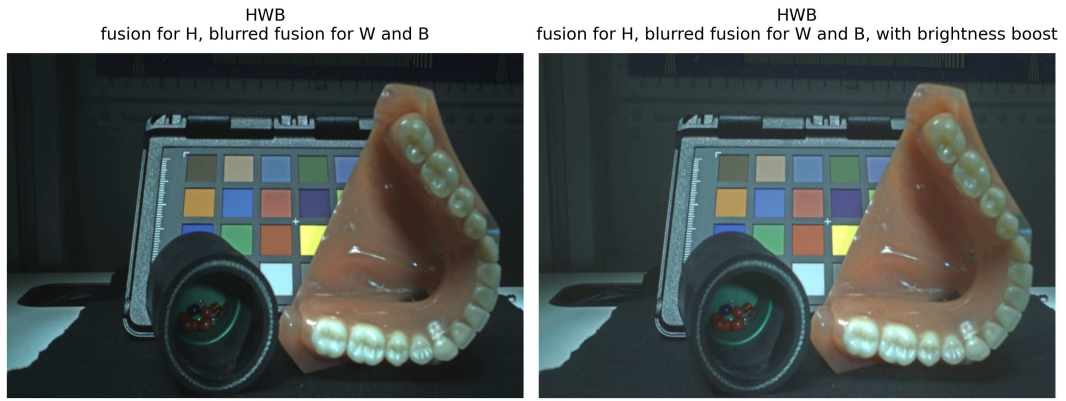 HWB
fusion for H, blurred fusion for W and B
HWB
fusion for H, blurred fusion for W and B, with brightness boost